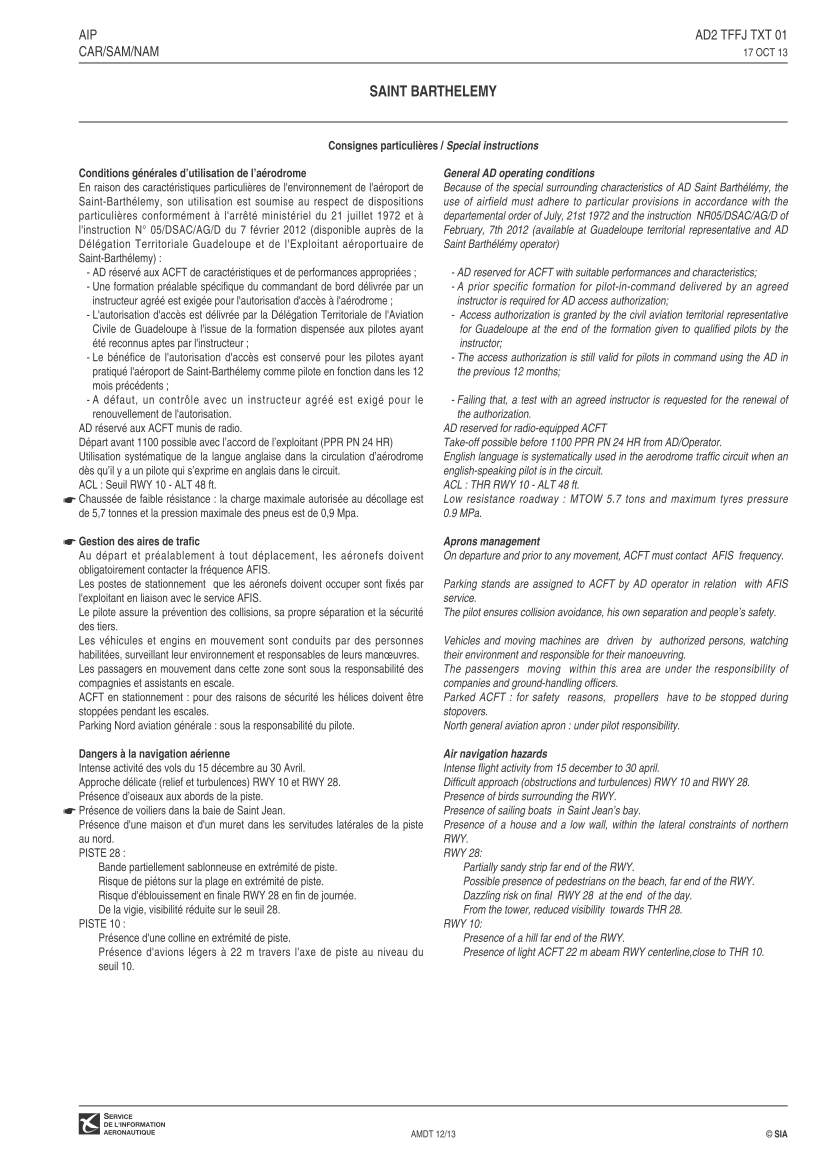 AIP
CAR/SAM/NAM
AD2 TFFJ TXT 01
17 OCT 13
SAINT BARTHELEMY
Consignes particulières / Special instructions
Conditions générales d'utilisation de l'aérodrome
En raison des caractéristiques particulières de l'environnement de l'aéroport de
Saint-Barthélemy, son utilisation est soumise au respect de dispositions
particulières conformément à l'arrêté ministériel du 21 juillet 1972 et à
l'instruction N° 05/DSAC/AG/D du 7 février 2012 (disponible auprès de la
Délégation Territoriale Guadeloupe et de l'Exploitant aéroportuaire de
Saint-Barthélemy) :
- AD réservé aux ACFT de caractéristiques et de performances appropriées ;
- Une formation préalable spécifique du commandant de bord délivrée par un
instructeur agréé est exigée pour l'autorisation d'accès à l'aérodrome ;
- L'autorisation d'accès est délivrée par la Délégation Territoriale de l'Aviation
Civile de Guadeloupe à l'issue de la formation dispensée aux pilotes ayant
été reconnus aptes par l'instructeur ;
- Le bénéfice de l'autorisation d'accès est conservé pour les pilotes ayant
pratiqué l'aéroport de Saint-Barthélemy comme pilote en fonction dans les 12
mois précédents ;
- A défaut, un contrôle avec un instructeur agréé est exigé pour le
renouvellement de l'autorisation.
AD réservé aux ACFT munis de radio.
Départ avant 1100 possible avec l'accord de l'exploitant (PPR PN 24 HR)
Utilisation systématique de la langue anglaise dans la circulation d'aérodrome
dès qu'il y a un pilote qui s'exprime en anglais dans le circuit.
ACL : Seuil RWY 10 - ALT 48 ft.
Chaussée de faible résistance : la charge maximale autorisée au décollage est
de 5,7 tonnes et la pression maximale des pneus est de 0,9 Mpa.
Gestion des aires de trafic
Au départ et préalablement à tout déplacement, les aéronefs doivent
obligatoirement contacter la fréquence AFIS.
Les postes de stationnement que les aéronefs doivent occuper sont fixés par
l'exploitant en liaison avec le service AFIS.
Le pilote assure la prévention des collisions, sa propre séparation et la sécurité
des tiers.
Les véhicules et engins en mouvement sont conduits par des personnes
habilitées, surveillant leur environnement et responsables de leurs manœuvres.
Les passagers en mouvement dans cette zone sont sous la responsabilité des
compagnies et assistants en escale.
ACFT en stationnement : pour des raisons de sécurité les hélices doivent être
stoppées pendant les escales.
Parking Nord aviation générale : sous la responsabilité du pilote.
Dangers à la navigation aérienne
Intense activité des vols du 15 décembre au 30 Avril.
Approche délicate (relief et turbulences) RWY 10 et RWY 28.
Présence d'oiseaux aux abords de la piste.
Présence de voiliers dans la baie de Saint Jean.
Présence d'une maison et d'un muret dans les servitudes latérales de la piste
au nord.
PISTE 28 :
Bande partiellement sablonneuse en extrémité de piste.
Risque de piétons sur la plage en extrémité de piste.
Risque d'éblouissement en finale RWY 28 en fin de journée.
De la vigie, visibilité réduite sur le seuil 28.
PISTE 10 :
Présence d'une colline en extrémité de piste.
Présence d'avions légers à 22 m travers l'axe de piste au niveau du
seuil 10.
General AD operating conditions
Because of the special surrounding characteristics of AD Saint Barthélémy, the
use of airfield must adhere to particular provisions in accordance with the
departemental order of July, 21st 1972 and the instruction NR05/DSAC/AG/D of
February, 7th 2012 (available at Guadeloupe territorial representative and AD
Saint Barthélémy operator)
- AD reserved for ACFT with suitable performances and characteristics;
- A prior specific formation for pilot-in-command delivered by an agreed
instructor is required for AD access authorization;
- Access authorization is granted by the civil aviation territorial representative
for Guadeloupe at the end of the formation given to qualified pilots by the
instructor;
- The access authorization is still valid for pilots in command using the AD in
the previous 12 months;
- Failing that, a test with an agreed instructor is requested for the renewal of
the authorization.
AD reserved for radio-equipped ACFT
Take-off possible before 1100 PPR PN 24 HR from AD/Operator.
English language is systematically used in the aerodrome traffic circuit when an
english-speaking pilot is in the circuit.
ACL : THR RWY 10 - ALT 48 ft.
Low resistance roadway : MTOW 5.7 tons and maximum tyres pressure
0.9 MPa.
Aprons management
On departure and prior to any movement, ACFT must contact AFIS frequency.
Parking stands are assigned to ACFT by AD operator in relation with AFIS
service.
The pilot ensures collision avoidance, his own separation and people's safety.
Vehicles and moving machines are driven by authorized persons, watching
their environment and responsible for their manoeuvring.
The passengers moving within this area are under the responsibility of
companies and ground-handling officers.
Parked ACFT : for safety reasons, propellers have to be stopped during
stopovers.
North general aviation apron : under pilot responsibility.
Air navigation hazards
Intense flight activity from 15 december to 30 april.
Difficult approach (obstructions and turbulences) RWY 10 and RWY 28.
Presence of birds surrounding the RWY.
Presence of sailing boats in Saint Jean's bay.
Presence of a house and a low wall, within the lateral constraints of northern
RWY.
RWY 28:
Partially sandy strip far end of the RWY.
Possible presence of pedestrians on the beach, far end of the RWY.
Dazzling risk on final RWY 28 at the end of the day.
From the tower, reduced visibility towards THR 28.
RWY 10:
Presence of a hill far end of the RWY.
Presence of light ACFT 22 m abeam RWY centerline,close to THR 10.
SERVICE
DE L'INFORMATION
AERONAUTIQUE
AMDT 12/13
© SIA